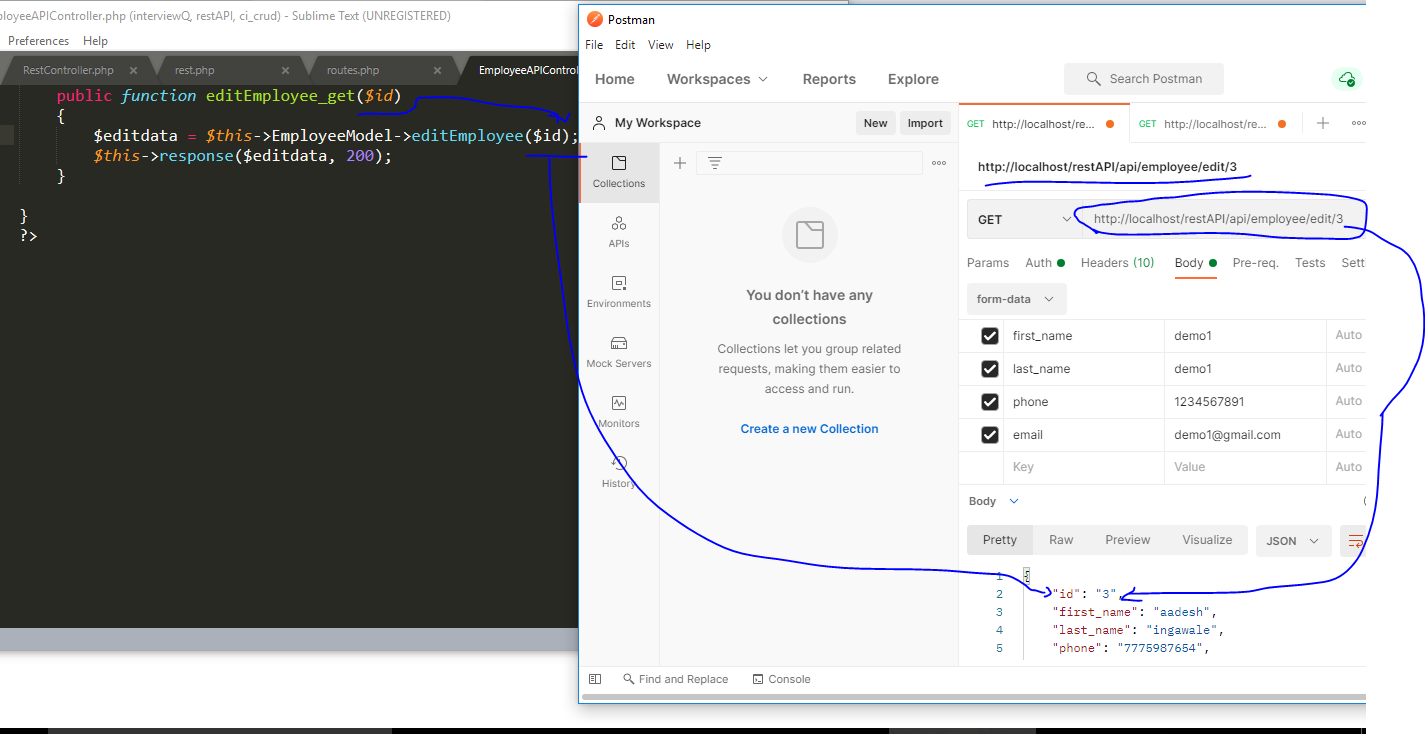 ployeeAPIController.php (interviewQ, restAPI, ci_crud) - Sublime Text (UNREGISTERED)
Preferences Help
RestController.php × rest.php × routes.php × EmployeeAPIControl
public function editEmployee_get($id)
{
$editdata = $this->EmployeeModel->editEmployee($id);
$this->response($editdata, 200);
}
}
?>
Postman
File Edit View Help
Home Workspaces Reports Explore
Search Postman
My Workspace
New Import
Collections
APIs
Environments
Mock Servers
Monitors
History
You don't have any
collections
Collections let you group related
requests, making them easier to
access and run.
Create a new Collection
GET http://localhost/re...
GET http://localhost/re...
http://localhost/restAPI/api/employee/edit/3
GET http://localhost/restAPI/api/employee/edit/3
Params Auth Headers (10) Body Pre-req. Tests Setti
form-data
first_name demo1 Auto
last_name demo1 Auto
phone 1234567891 Auto
email demo1@gmail.com Auto
Key Value Auto
Body
Pretty Raw Preview Visualize JSON
1 {
2 "id": "3",
3 "first_name": "aadesh",
4 "last_name": "ingawale",
5 "phone": "7775987654",
Find and Replace Console